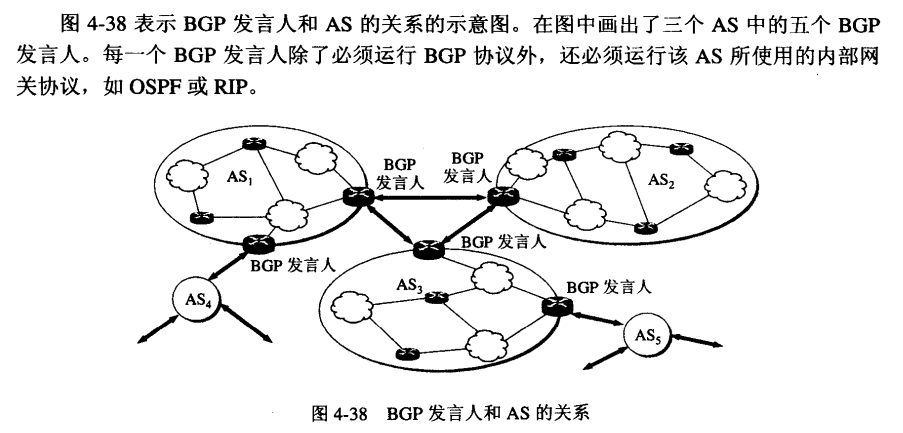 图 4-38 表示 BGP 发言人和 AS 的关系的示意图。在图中画出了三个 AS 中的五个 BGP
发言人。每一个 BGP 发言人除了必须运行 BGP 协议外，还必须运行该 AS 所使用的内部网
关协议，如 OSPF 或 RIP。
BGP
发言人
BGP
发言人
AS₁
AS₂
BGP 发言人
BGP 发言人
AS₃
BGP 发言人
AS₄
AS₅
图 4-38 BGP 发言人和 AS 的关系